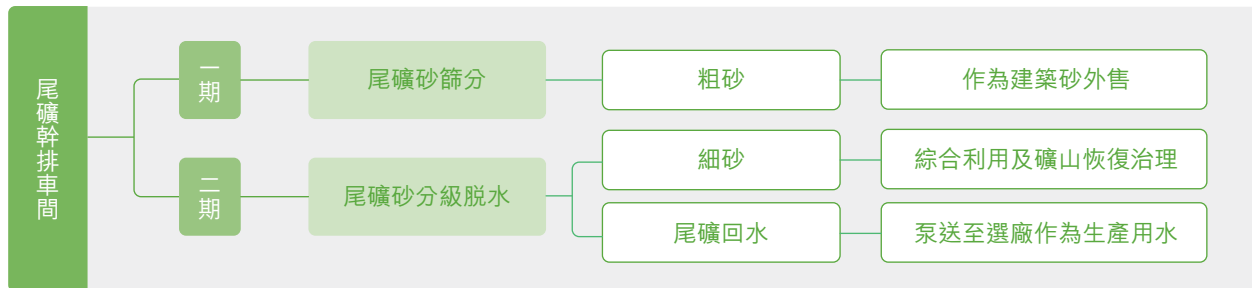 尾礦幹排車間
一期
尾礦砂篩分
粗砂
作為建築砂外售
二期
尾礦砂分級脱水
細砂
綜合利用及礦山恢復治理
尾礦回水
泵送至選廠作為生產用水